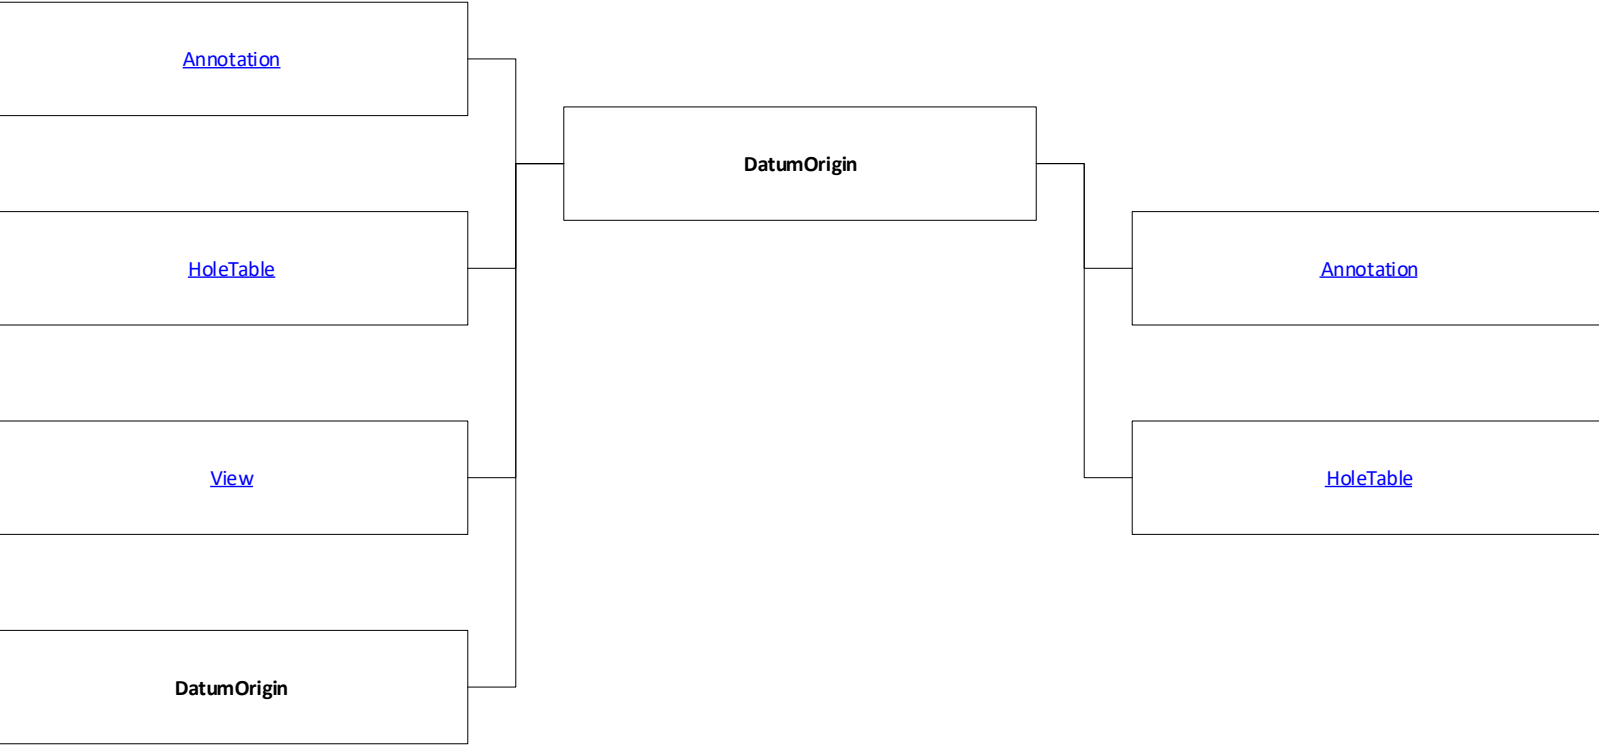 Annotation
DatumOrigin
HoleTable
Annotation
View
HoleTable
DatumOrigin